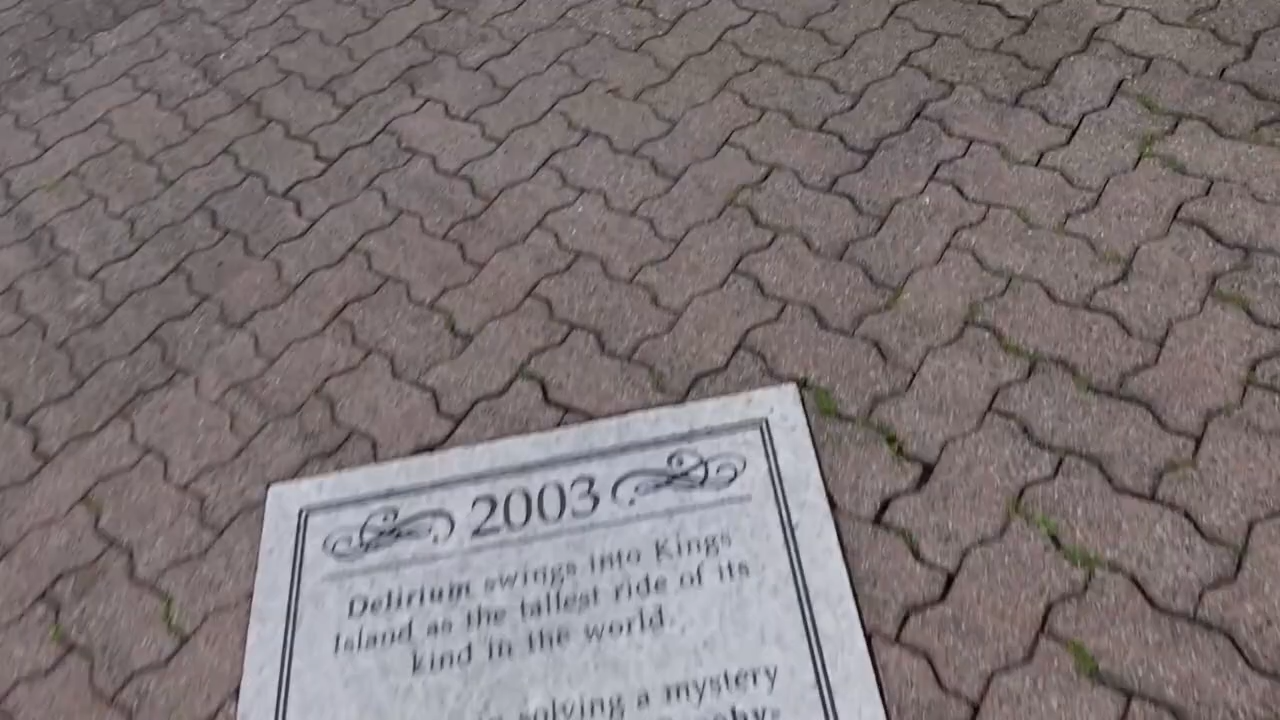 2003
Delirium swings into Kings
Island as the tallest ride of its
kind in the world.
solving a mystery